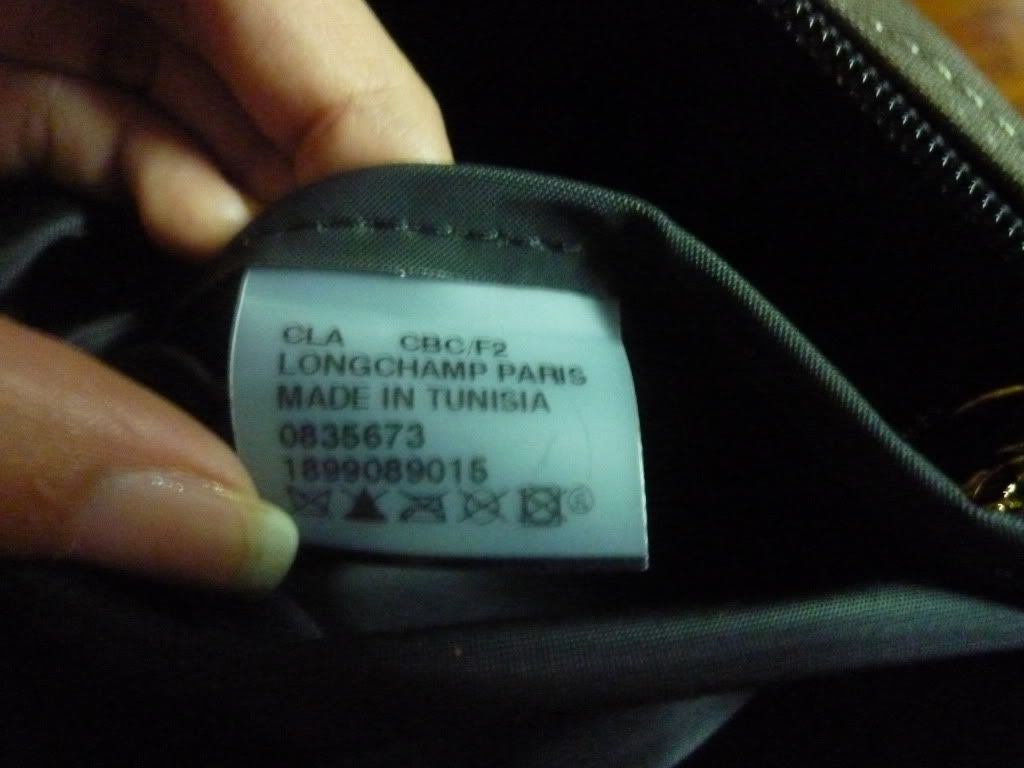 CLA CBC/F2
LONGCHAMP PARIS
MADE IN TUNISIA
0835673
1899089015